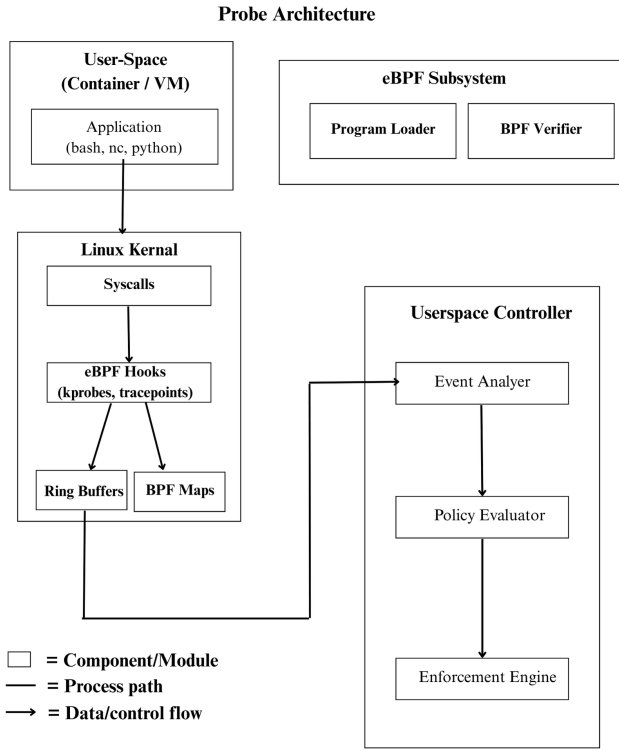 Probe Architecture
User-Space
(Container / VM)
Application
(bash, nc, python)
eBPF Subsystem
Program Loader
BPF Verifier
Linux Kernal
Syscalls
eBPF Hooks
(kprobes, tracepoints)
Ring Buffers
BPF Maps
Userspace Controller
Event Analyer
Policy Evaluator
Enforcement Engine
= Component/Module
= Process path
= Data/control flow